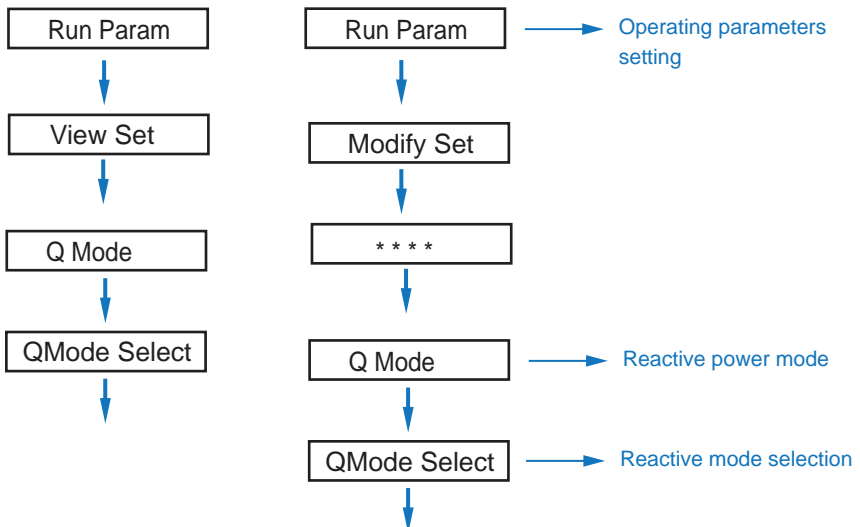 Run Param
Run Param
Operating parameters
setting
View Set
Modify Set
Q Mode
* * * *
QMode Select
Q Mode
Reactive power mode
QMode Select
Reactive mode selection